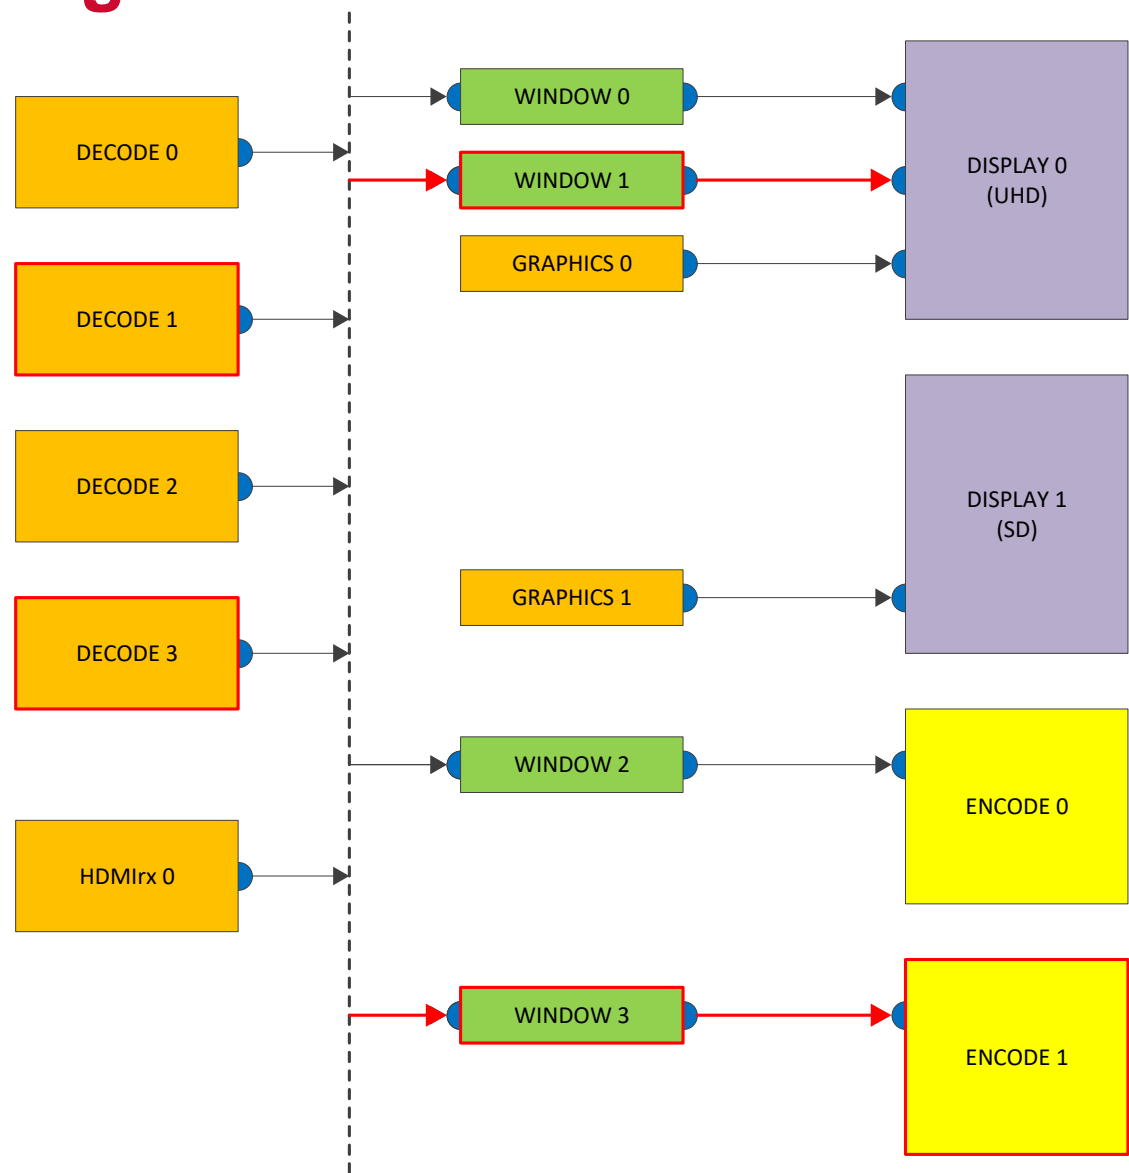 g
WINDOW 0
DECODE 0
WINDOW 1
DISPLAY 0
(UHD)
GRAPHICS 0
DECODE 1
DECODE 2
DISPLAY 1
(SD)
GRAPHICS 1
DECODE 3
WINDOW 2
ENCODE 0
HDMIrx 0
WINDOW 3
ENCODE 1